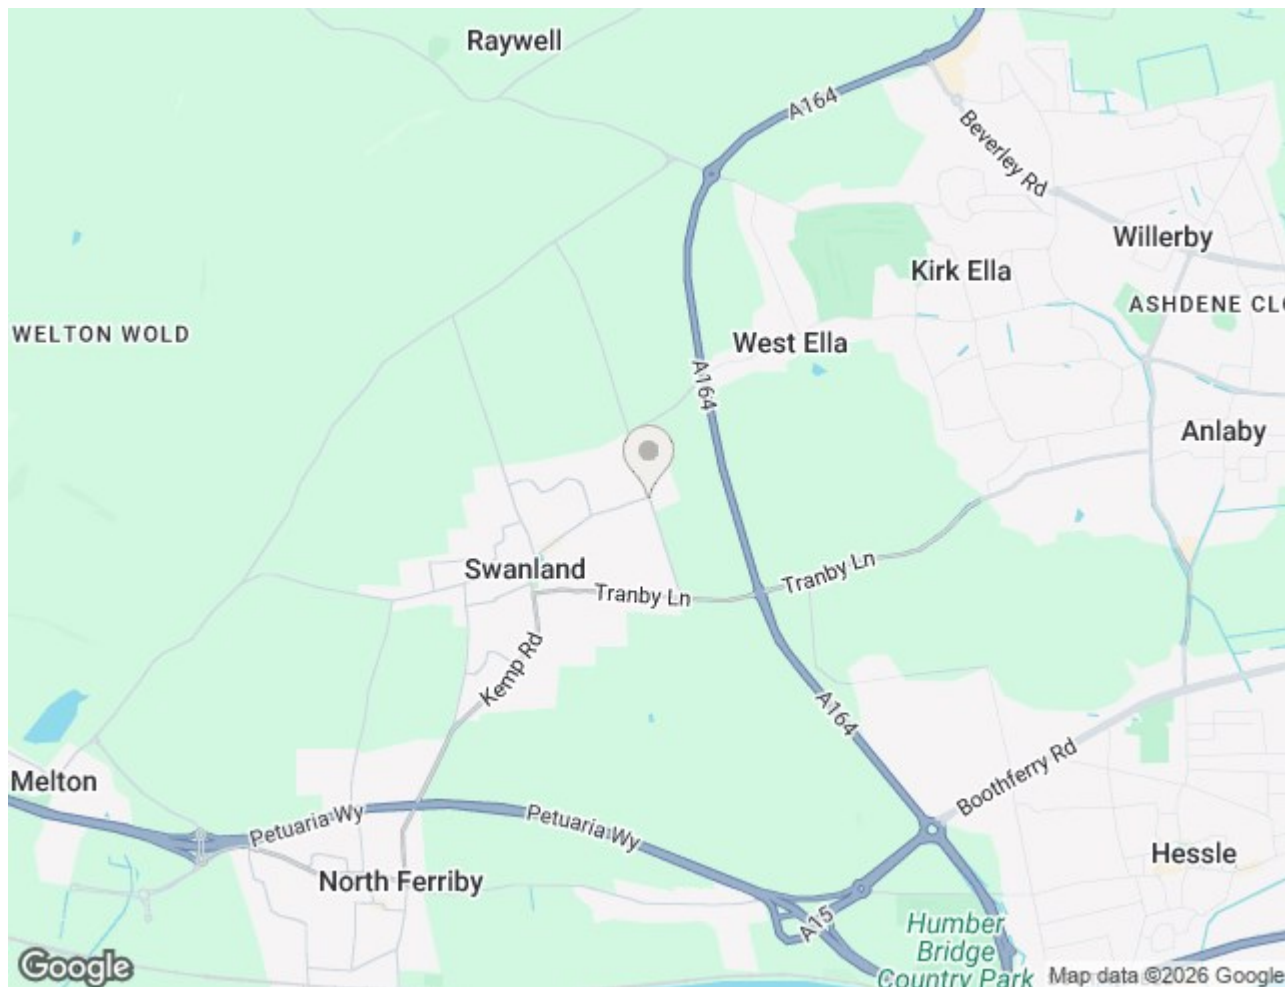 Raywell
A164
Beverley Rd
Willerby
Kirk Ella
ASHDENE CL
WELTON WOLD
West Ella
A164
Anlaby
Swanland
Tranby Ln
Tranby Ln
Kemp Rd
A164
Boothferry Rd
Melton
Petuaria Wy
Petuaria Wy
Hessle
North Ferriby
A15
Humber
Bridge
Country Park
Google
Map data ©2026 Google